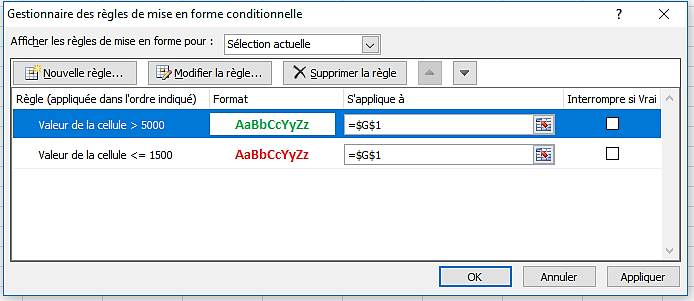 Gestionnaire des règles de mise en forme conditionnelle ? ×
Afficher les règles de mise en forme pour : Sélection actuelle
Nouvelle règle... Modifier la règle... Supprimer la règle
Règle (appliquée dans l'ordre indiqué) Format S'applique à Interrompre si Vrai
Valeur de la cellule > 5000 AaBbCcYyZz =$G$1
Valeur de la cellule <= 1500 AaBbCcYyZz =$G$1
OK Annuler Appliquer